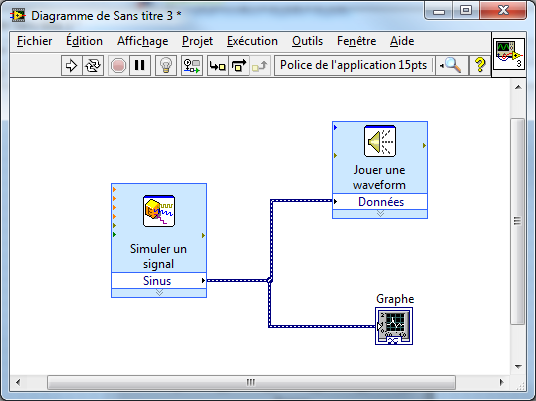 Diagramme de Sans titre 3 *
Fichier Édition Affichage Projet Exécution Outils Fenêtre Aide
Police de l'application 15pts
?
3
Jouer une
waveform
Données
Simuler un
signal
Sinus
Graphe